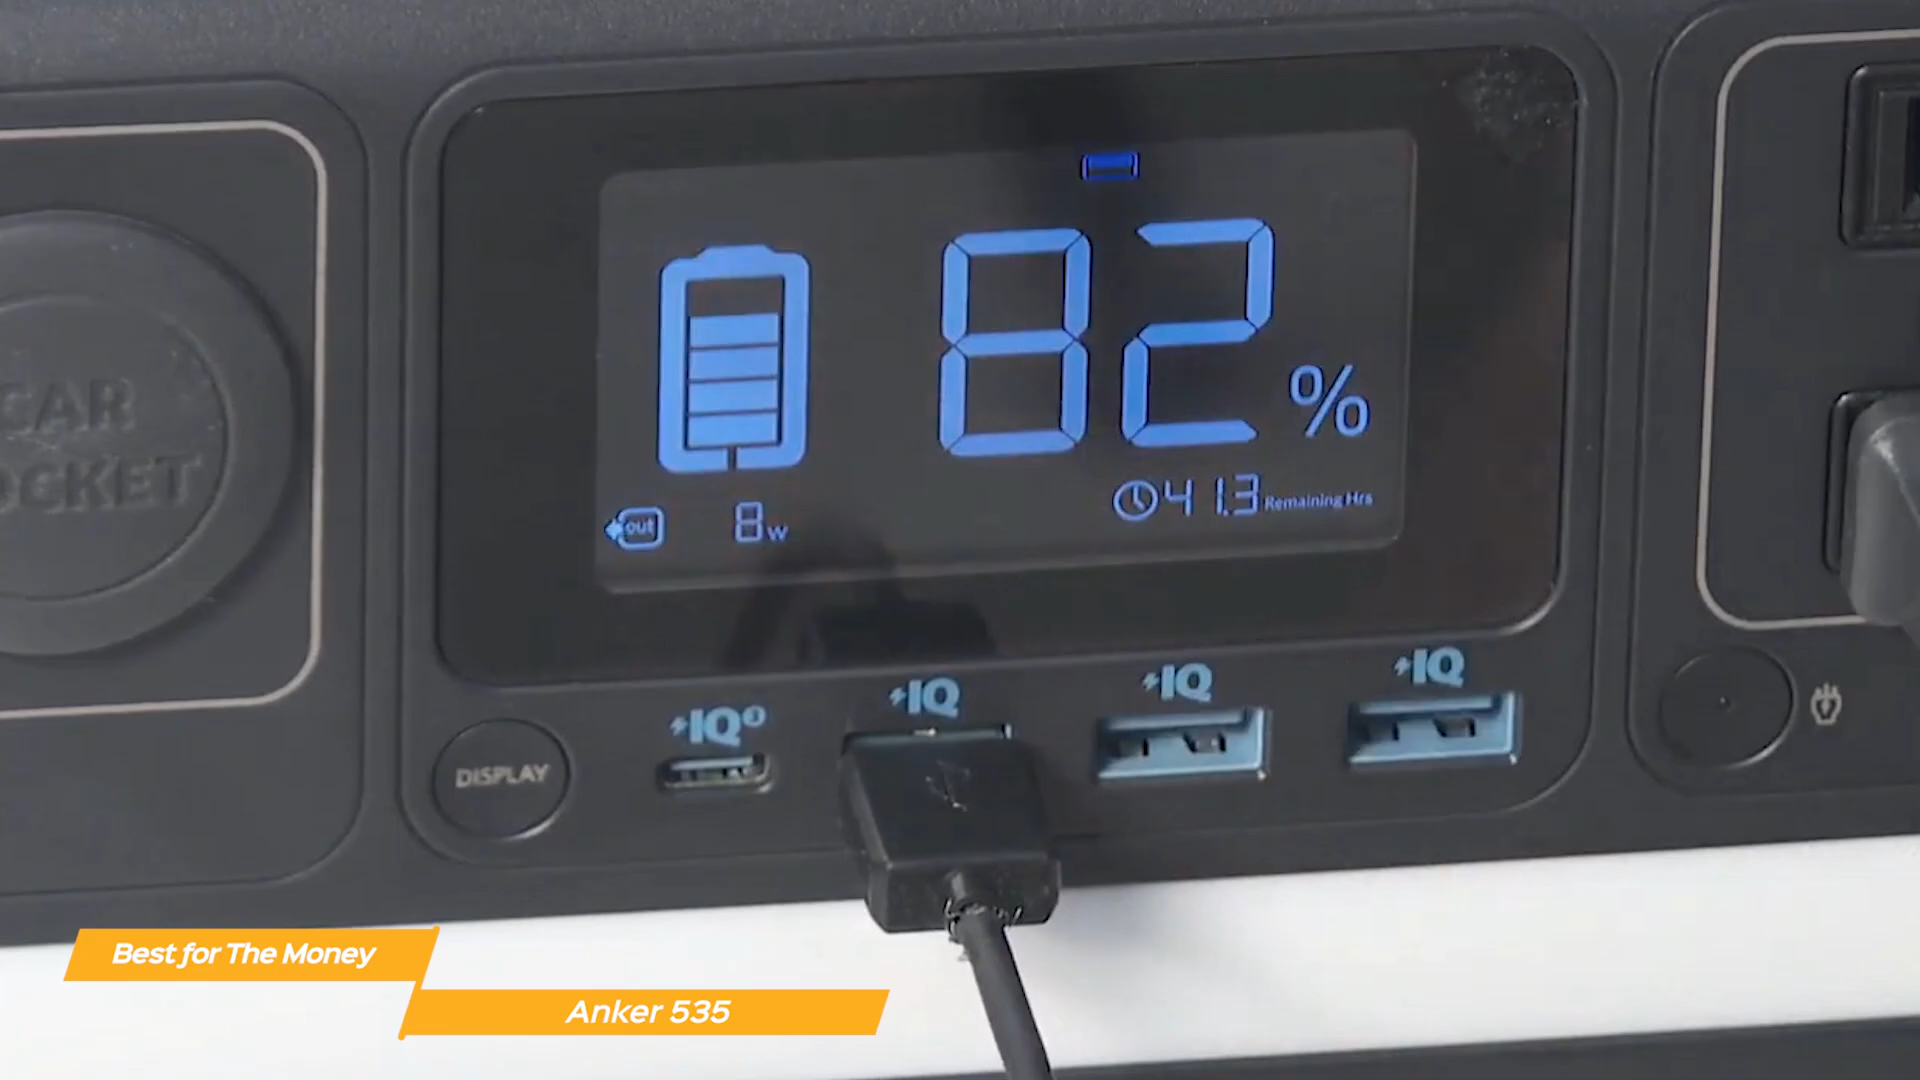 CAR
OCKET
82 %
out 8w
41.3 Remaining Hrs
DISPLAY
IQ3
IQ
IQ
IQ
Best for The Money
Anker 535